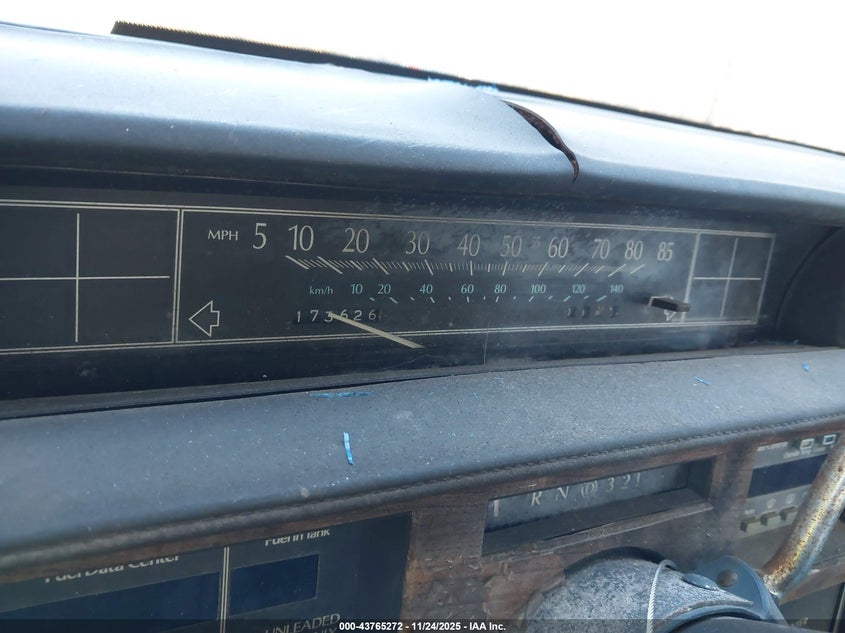 MPH 5 10 20 30 40 50 55 60 70 80 85
km/h 10 20 40 60 80 100 120 140
173626
R N D 3 2 1
Fuel Data Center
Fuel in Tank
UNLEADED
000-43765272 - 11/24/2025 - IAA Inc.